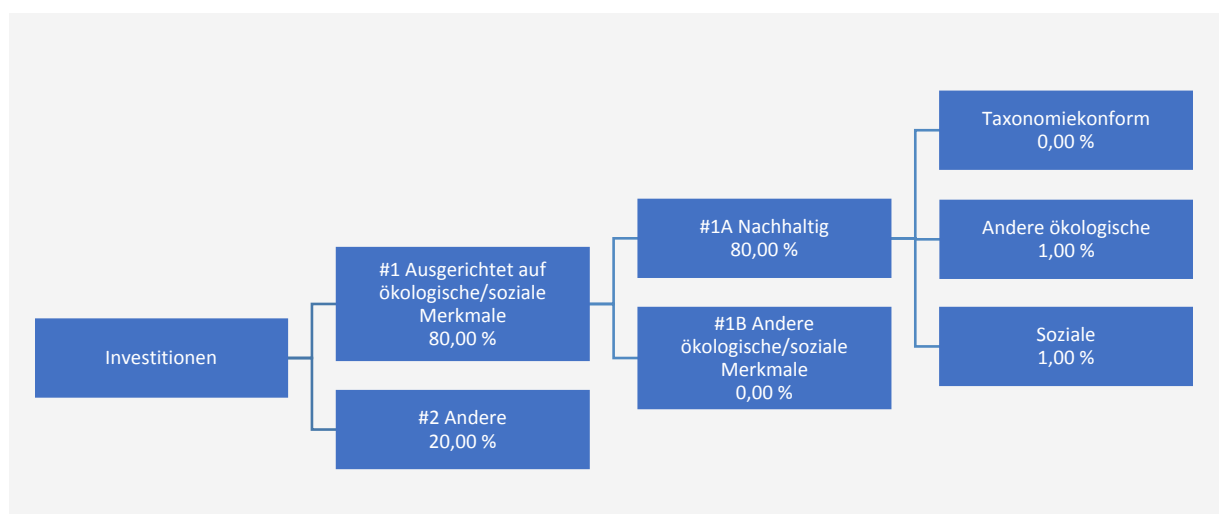 Investitionen
#1 Ausgerichtet auf
ökologische/soziale
Merkmale
80,00 %
#2 Andere
20,00 %
#1A Nachhaltig
80,00 %
#1B Andere
ökologische/soziale
Merkmale
0,00 %
Taxonomiekonform
0,00 %
Andere ökologische
1,00 %
Soziale
1,00 %